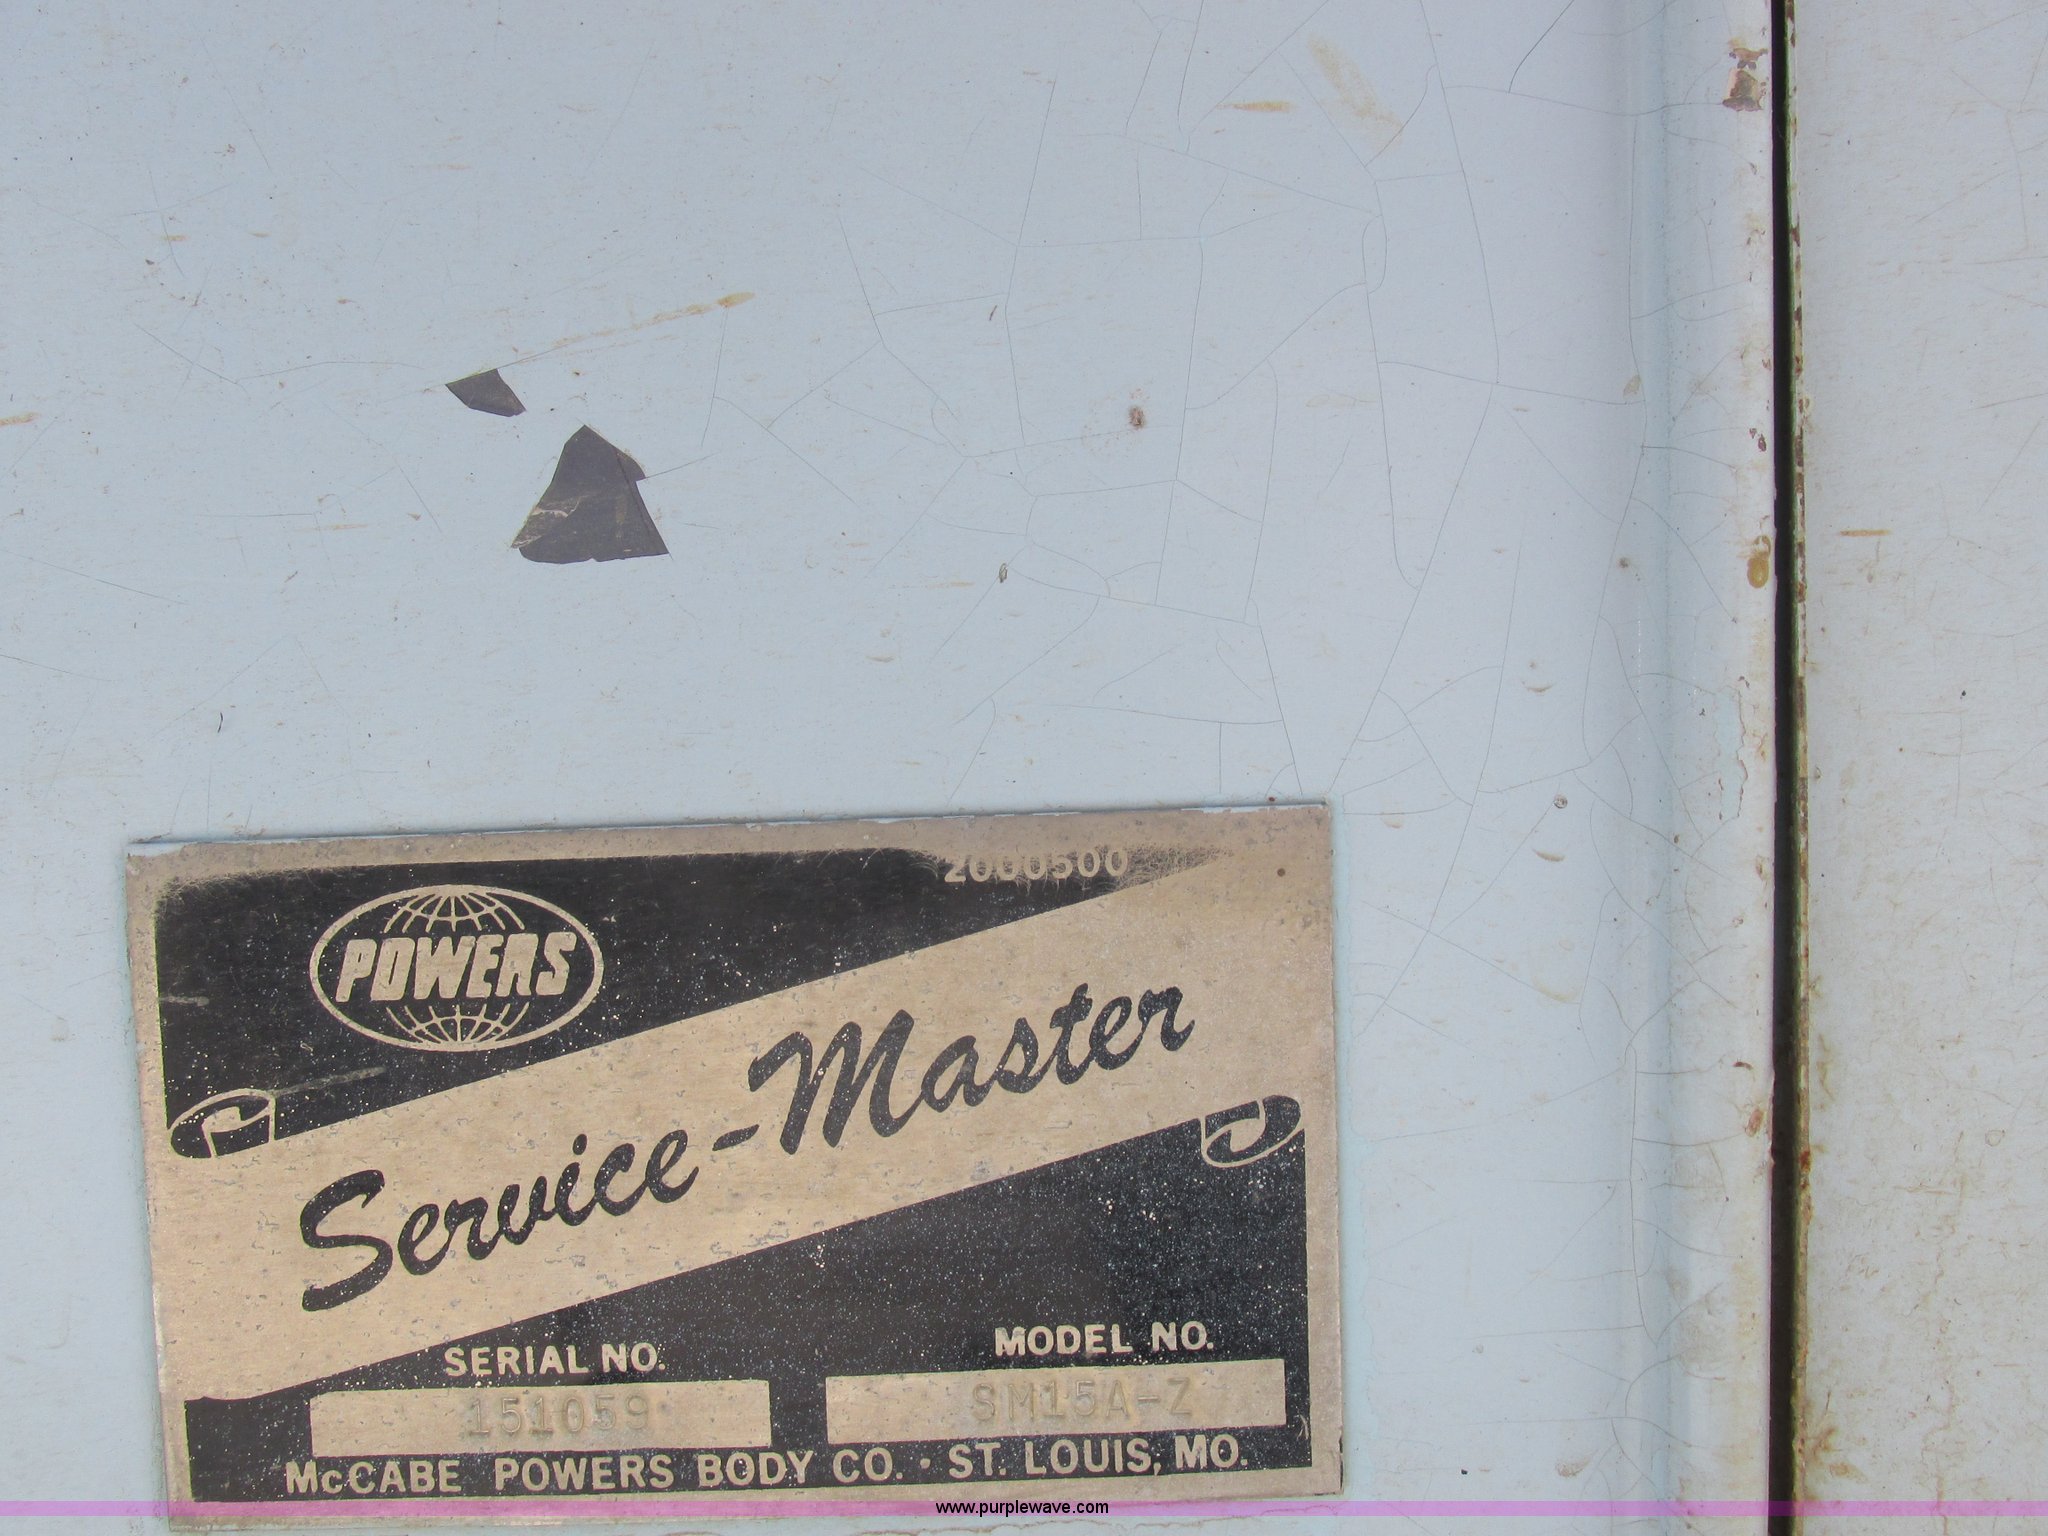 2000500
POWERS
Service-Master
SERIAL NO.
MODEL NO.
151059
SM15A-Z
McCABE POWERS BODY CO. · ST. LOUIS, MO.
www.purplewave.com